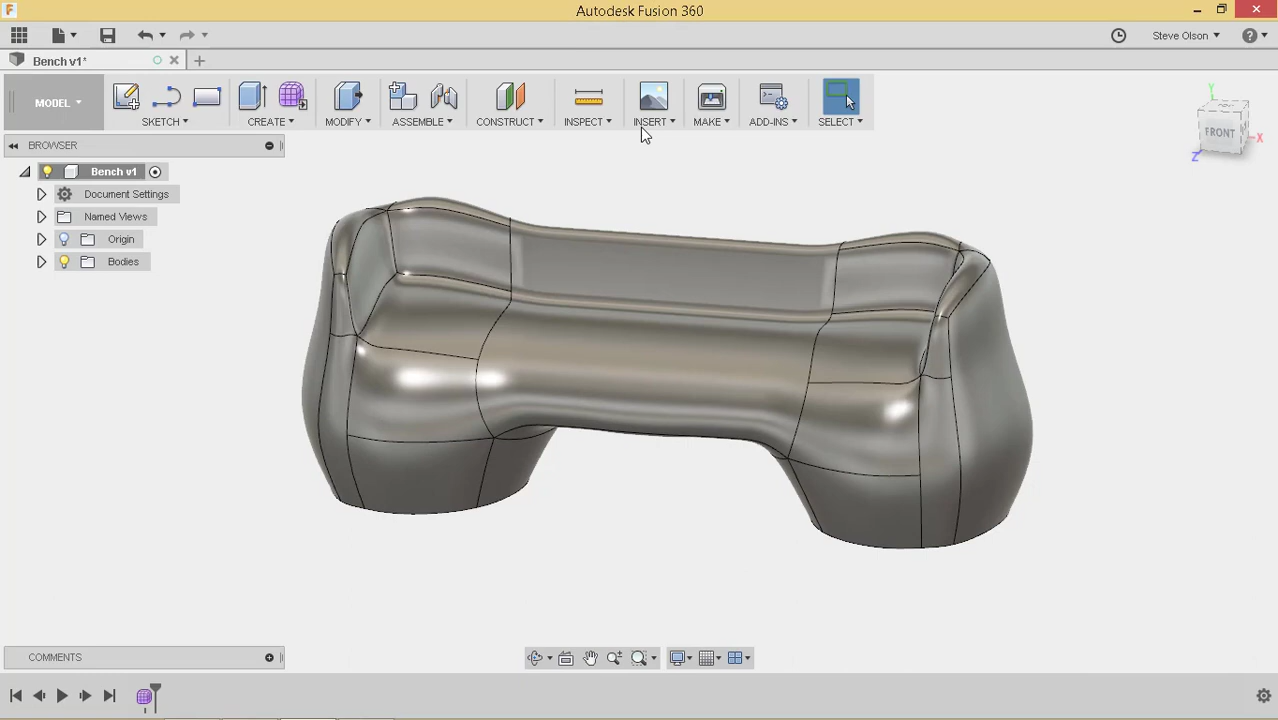 Autodesk Fusion 360
Steve Olson
Bench v1*
MODEL
SKETCH
CREATE
MODIFY
ASSEMBLE
CONSTRUCT
INSPECT
INSERT
MAKE
ADD-INS
SELECT
Y
FRONT
X
Z
BROWSER
Bench v1
Document Settings
Named Views
Origin
Bodies
COMMENTS